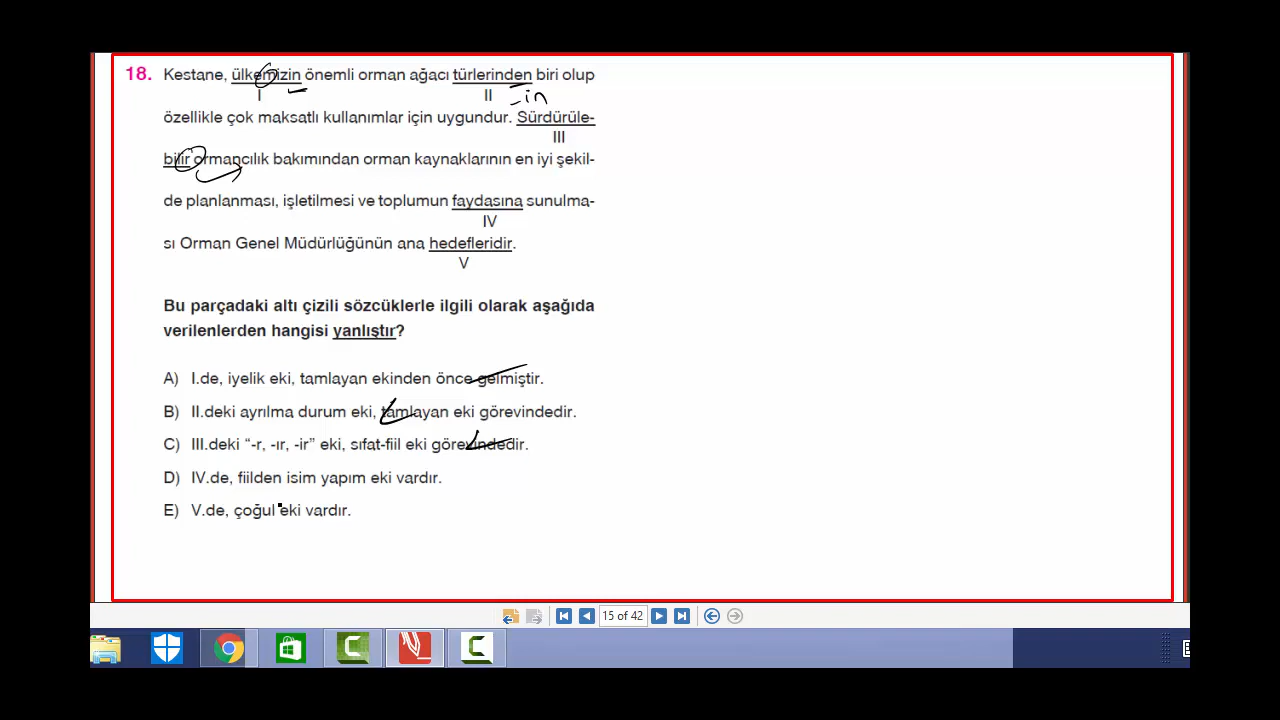 18. Kestane, ülkemizin önemli orman ağacı türlerinden biri olup
I II -in
özellikle çok maksatlı kullanımlar için uygundur. Sürdürüle-
III
bilir ormancılık bakımından orman kaynaklarının en iyi şekil-
de planlanması, işletilmesi ve toplumun faydasına sunulma-
IV
sı Orman Genel Müdürlüğünün ana hedefleridir.
V
Bu parçadaki altı çizili sözcüklerle ilgili olarak aşağıda
verilenlerden hangisi yanlıştır?
A) I.de, iyelik eki, tamlayan ekinden önce gelmiştir.
B) II.deki ayrılma durum eki, tamlayan eki görevindedir.
C) III.deki “-r, -ır, -ir” eki, sıfat-fiil eki görevindedir.
D) IV.de, fiilden isim yapım eki vardır.
E) V.de, çoğul eki vardır.
15 of 42